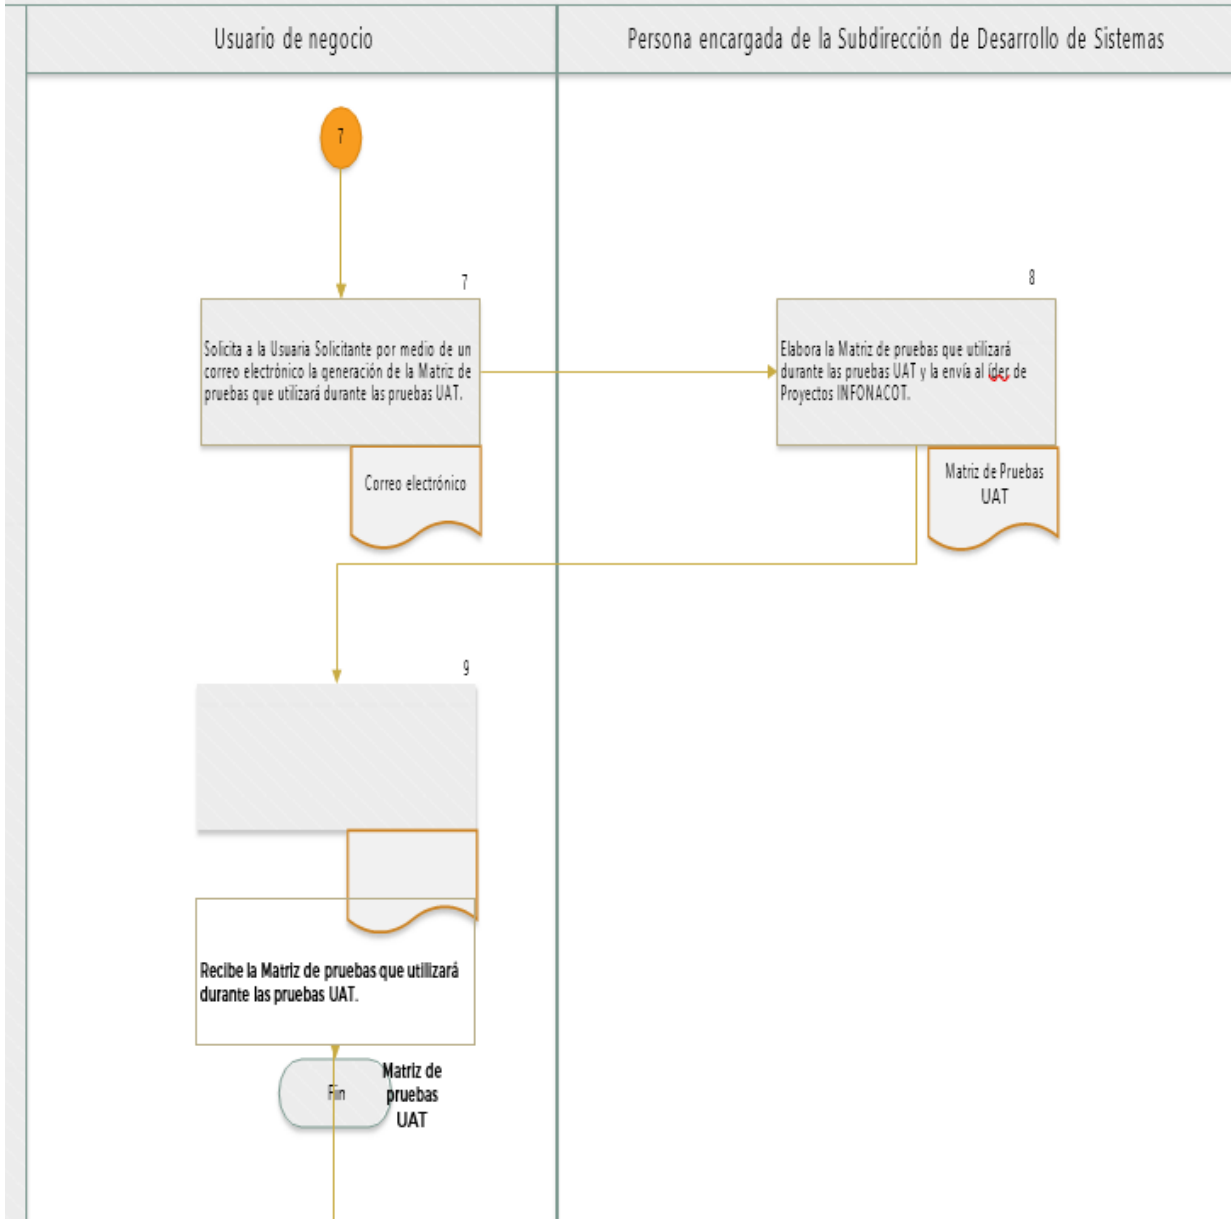 Usuario de negocio
Persona encargada de la Subdirección de Desarrollo de Sistemas
7
7
Solicita a la Usuaria Solicitante por medio de un
correo electrónico la generación de la Matriz de
pruebas que utilizará durante las pruebas UAT.
Correo electrónico
8
Elabora la Matriz de pruebas que utilizará
durante las pruebas UAT y la envía al íder de
Proyectos INFONACOT.
Matriz de Pruebas
UAT
9
Recibe la Matriz de pruebas que utilizará
durante las pruebas UAT.
Fin
Matriz de
pruebas
UAT